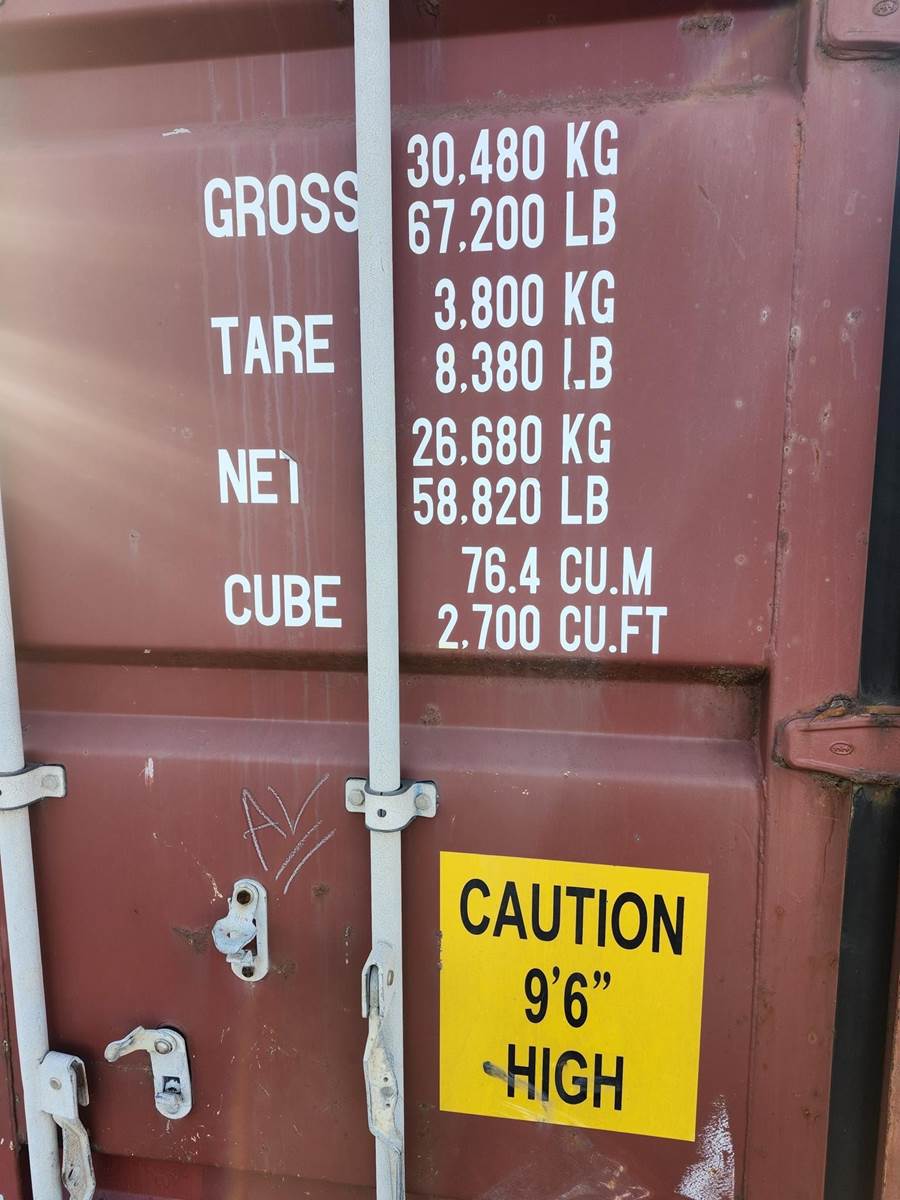 GROSS 30,480 KG
67,200 LB
TARE 3,800 KG
8,380 LB
NET 26,680 KG
58,820 LB
CUBE 76.4 CU.M
2,700 CU.FT
CAUTION
9'6”
HIGH